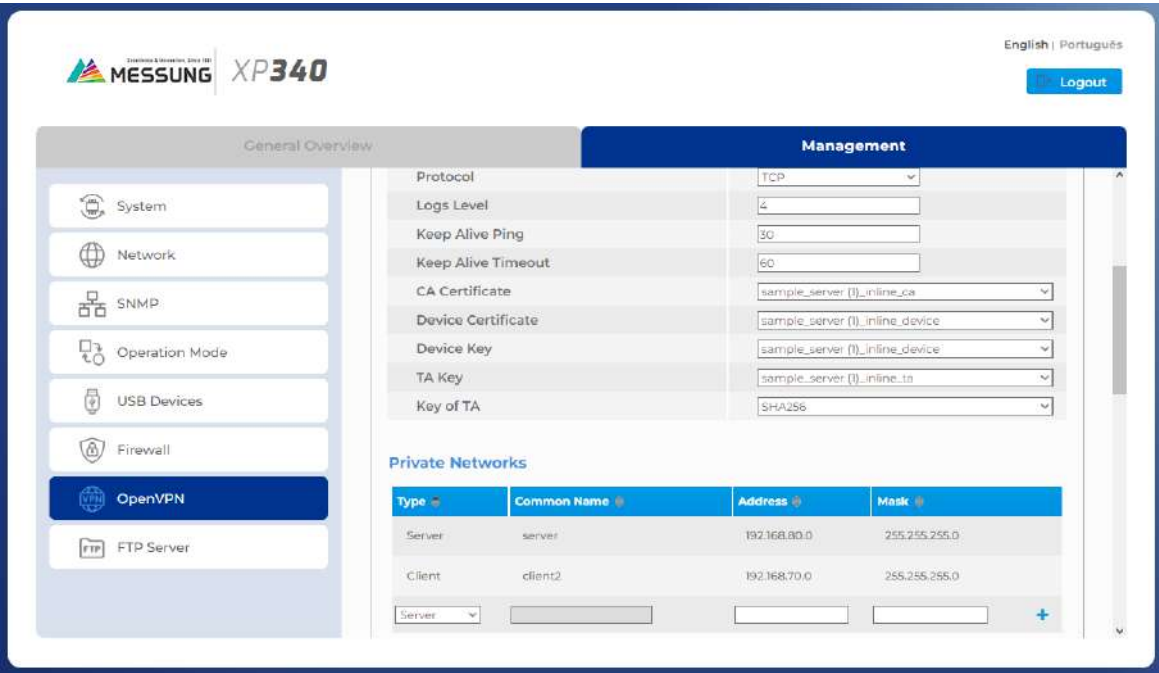 English | Português
MESSUNG XP340
Logout
General Overview Management
System
Network
SNMP
Operation Mode
USB Devices
Firewall
VPN OpenVPN
FTP FTP Server
Protocol TCP
Logs Level 4
Keep Alive Ping 30
Keep Alive Timeout 60
CA Certificate sample_server (1)_inline_ca
Device Certificate sample_server (1)_inline_device
Device Key sample_server (1)_inline_device
TA Key sample_server (1)_inline_ta
Key of TA SHA256
Private Networks
Type Common Name Address Mask
Server server 192.168.80.0 255.255.255.0
Client client2 192.168.70.0 255.255.255.0
Server +